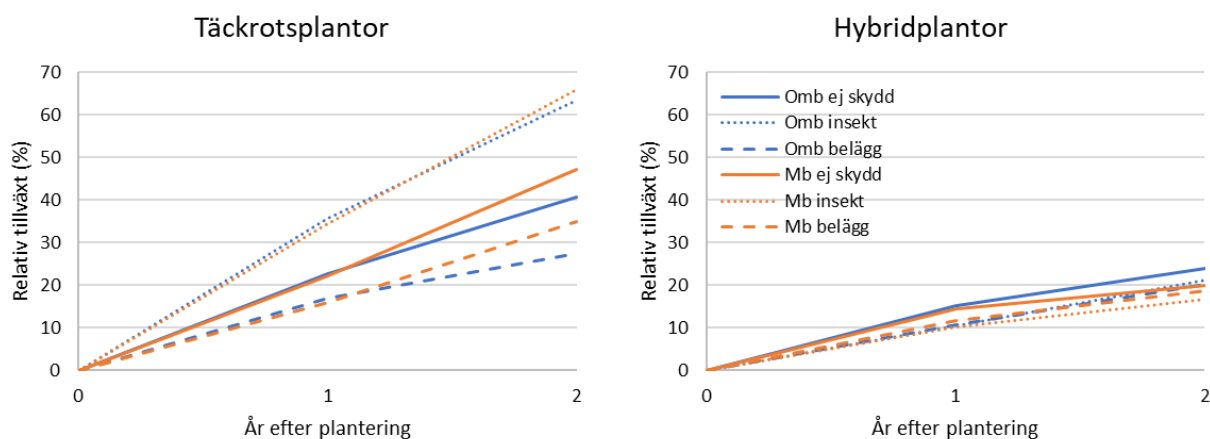 Täckrotsplantor
70
60
50
40
30
20
10
0
Relativ tillväxt (%)
0
1
2
År efter plantering
Hybridplantor
70
60
50
40
30
20
10
0
Relativ tillväxt (%)
Omb ej skydd
Omb insekt
Omb belägg
Mb ej skydd
Mb insekt
Mb belägg
0
1
2
År efter plantering